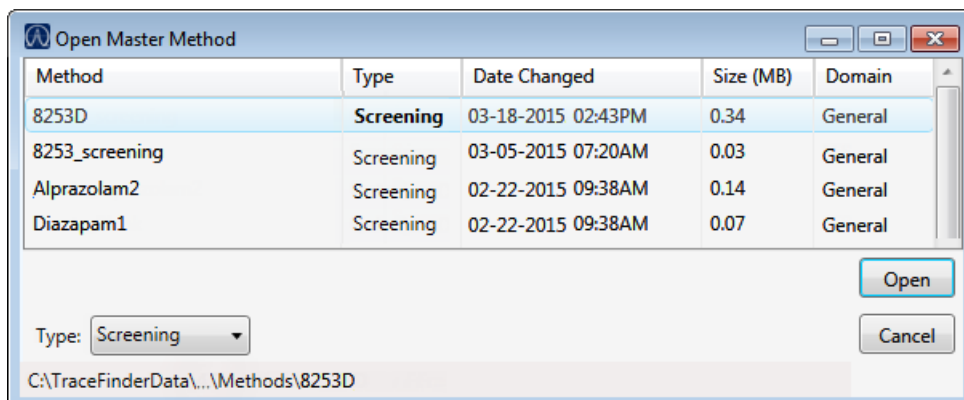 Open Master Method
Method Type Date Changed Size (MB) Domain
8253D Screening 03-18-2015 02:43PM 0.34 General
8253_screening Screening 03-05-2015 07:20AM 0.03 General
Alprazolam2 Screening 02-22-2015 09:38AM 0.14 General
Diazapam1 Screening 02-22-2015 09:38AM 0.07 General
Open
Type: Screening Cancel
C:\TraceFinderData\...\Methods\8253D